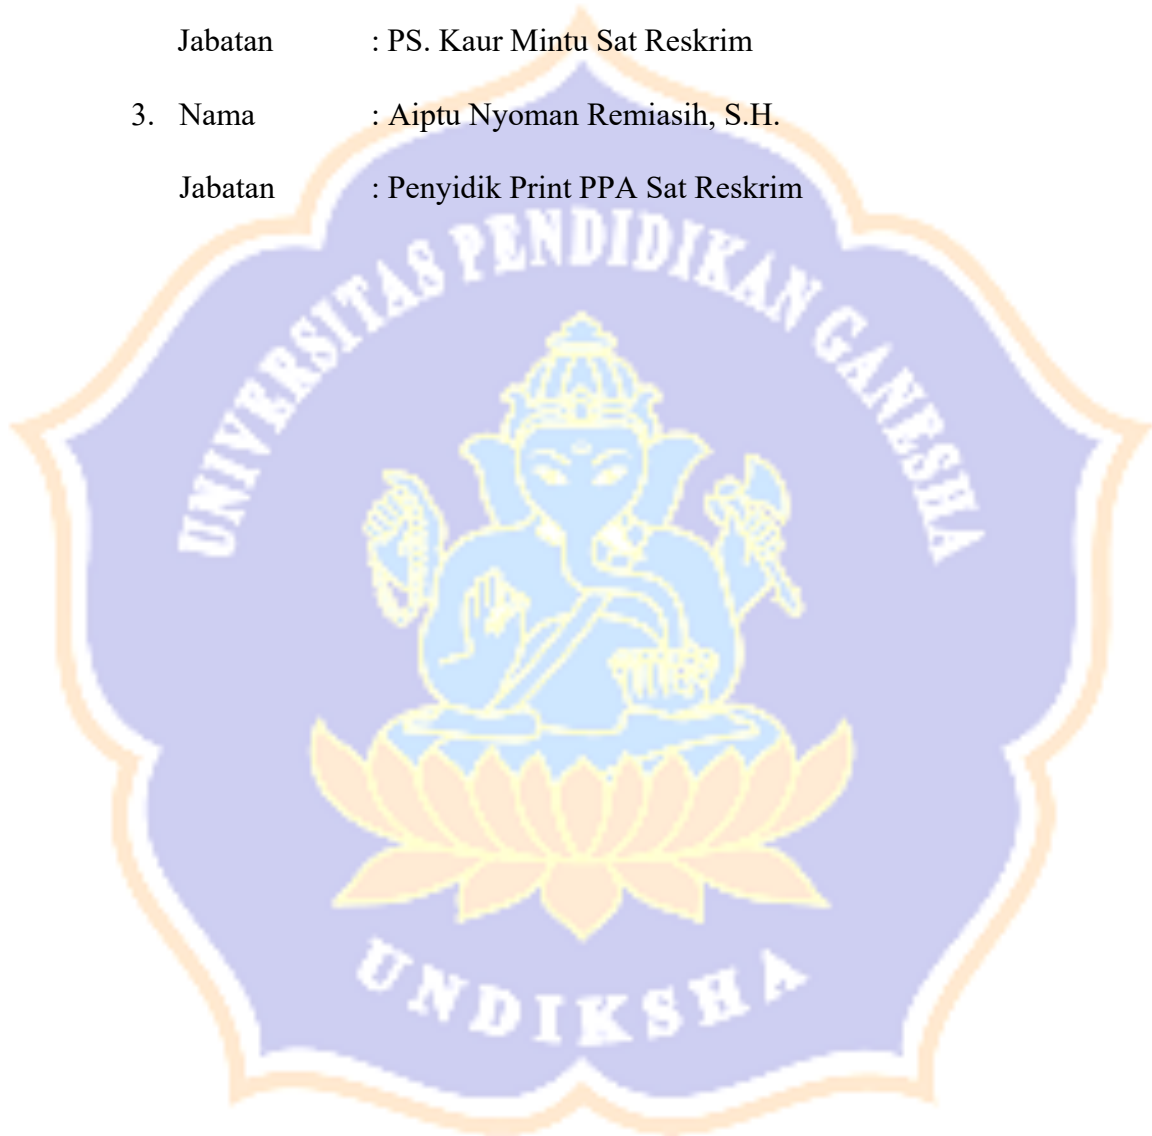 Jabatan : PS. Kaur Mintu Sat Reskrim
3. Nama : Aiptu Nyoman Remiasih, S.H.
Jabatan : Penyidik Print PPA Sat Reskrim
UNIVERSITAS PENDIDIKAN GANESHA
UNDIKSHA